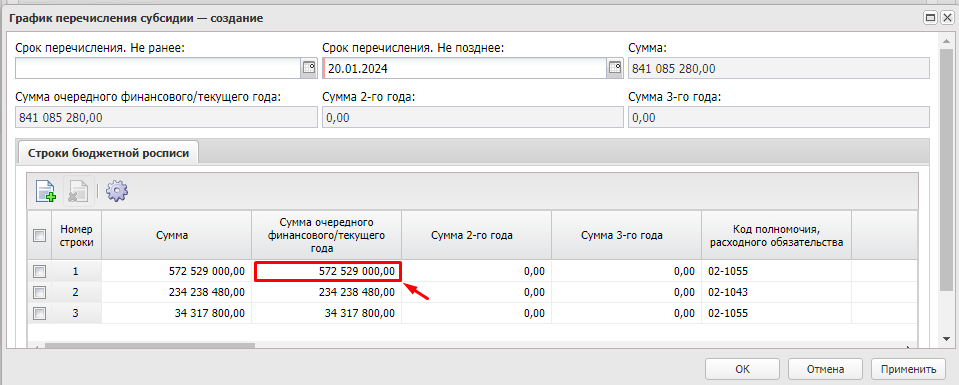 График перечисления субсидии — создание
Срок перечисления. Не ранее: Срок перечисления. Не позднее: Сумма:
20.01.2024 841 085 280,00
Сумма очередного финансового/текущего года: Сумма 2-го года: Сумма 3-го года:
841 085 280,00 0,00 0,00
Строки бюджетной росписи
Номер строки Сумма Сумма очередного финансового/текущего года Сумма 2-го года Сумма 3-го года Код полномочия, расходного обязательства
1 572 529 000,00 572 529 000,00 0,00 0,00 02-1055
2 234 238 480,00 234 238 480,00 0,00 0,00 02-1043
3 34 317 800,00 34 317 800,00 0,00 0,00 02-1055
ОК Отмена Применить